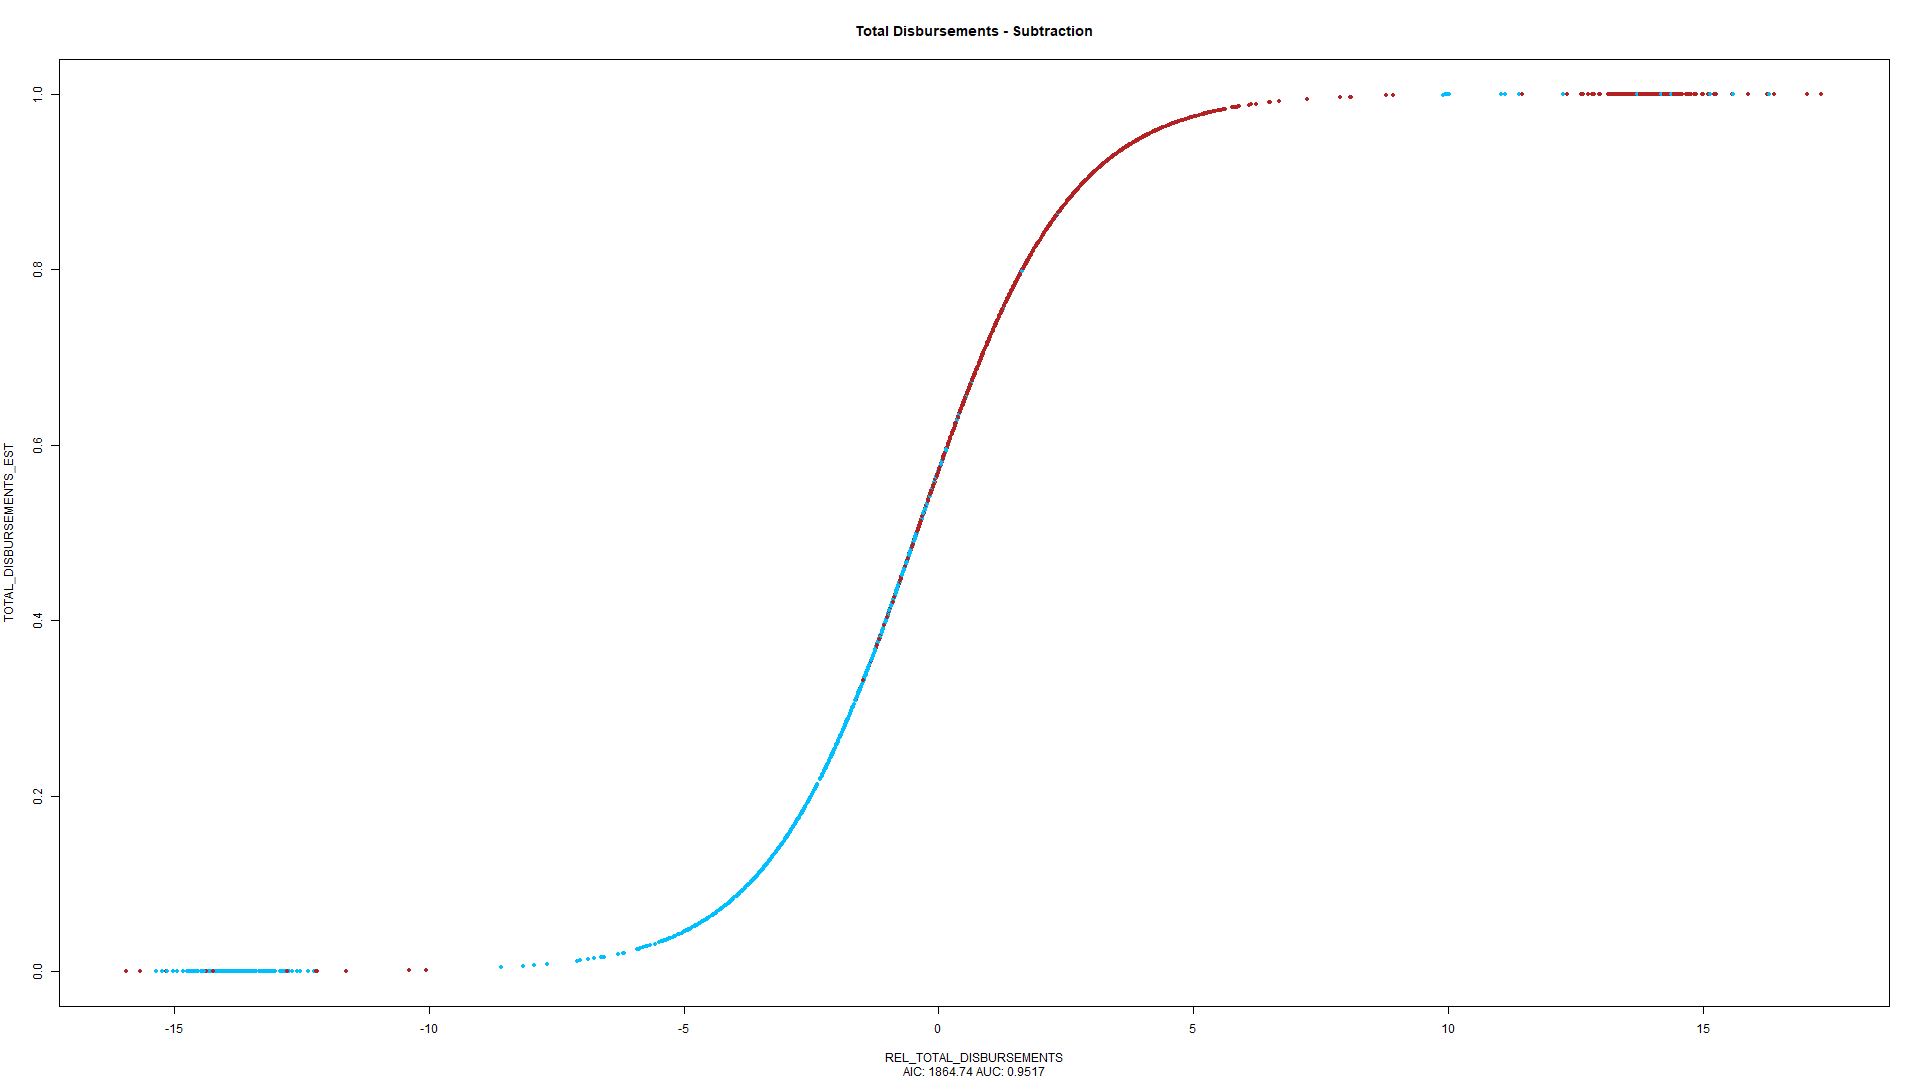 Total Disbursements - Subtraction
TOTAL_DISBURSEMENTS_EST
1.0
0.8
0.6
0.4
0.2
0.0
-15 -10 -5 0 5 10 15
REL_TOTAL_DISBURSEMENTS
AIC: 1864.74 AUC: 0.9517